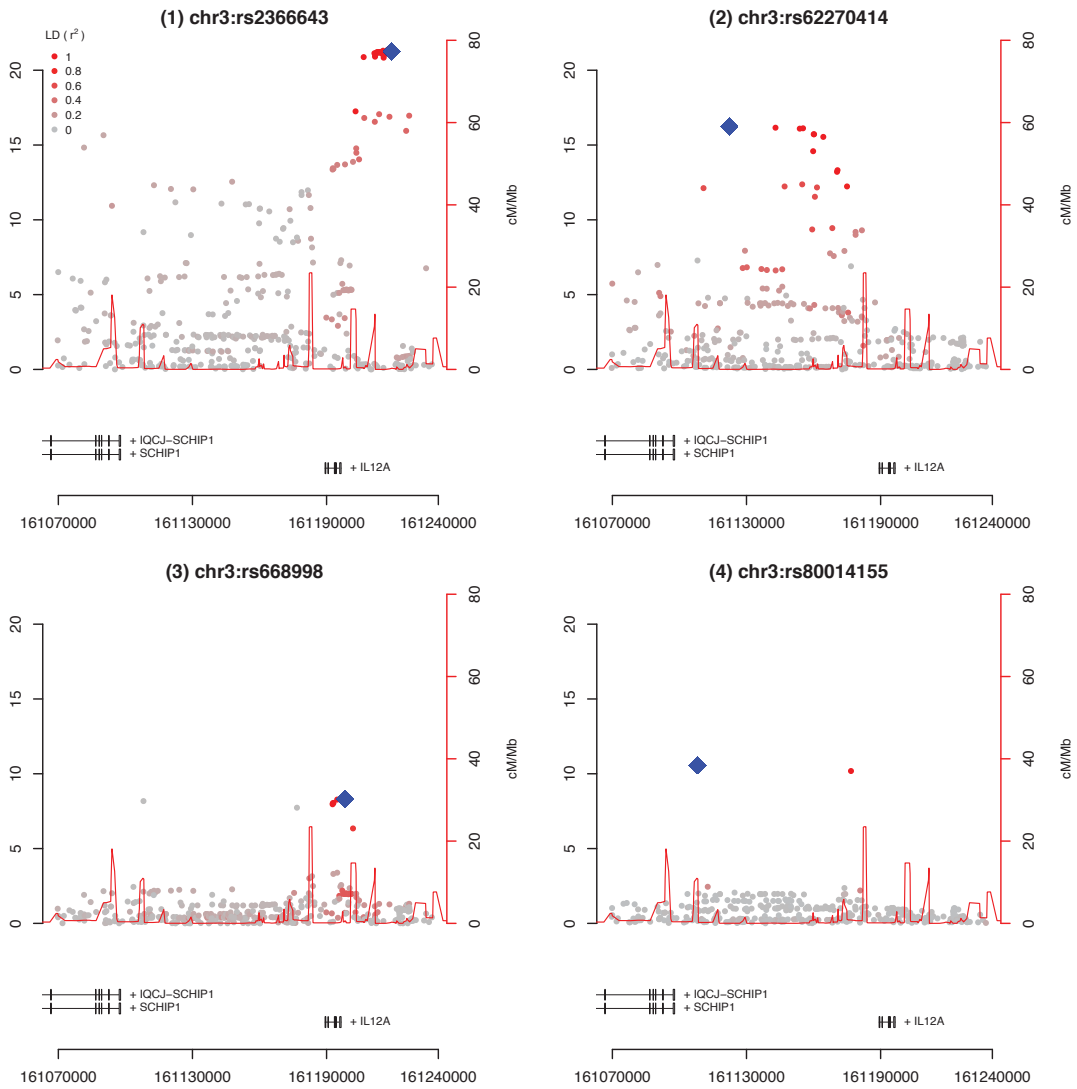 (1) chr3:rs2366643
LD ( r² )
1
0.8
0.6
0.4
0.2
0
0 5 10 15 20
0 20 40 60 80
cM/Mb
+ IQCJ−SCHIP1
+ SCHIP1
+ IL12A
161070000 161130000 161190000 161240000
(2) chr3:rs62270414
0 5 10 15 20
0 20 40 60 80
cM/Mb
+ IQCJ−SCHIP1
+ SCHIP1
+ IL12A
161070000 161130000 161190000 161240000
(3) chr3:rs668998
0 5 10 15 20
0 20 40 60 80
cM/Mb
+ IQCJ−SCHIP1
+ SCHIP1
+ IL12A
161070000 161130000 161190000 161240000
(4) chr3:rs80014155
0 5 10 15 20
0 20 40 60 80
cM/Mb
+ IQCJ−SCHIP1
+ SCHIP1
+ IL12A
161070000 161130000 161190000 161240000